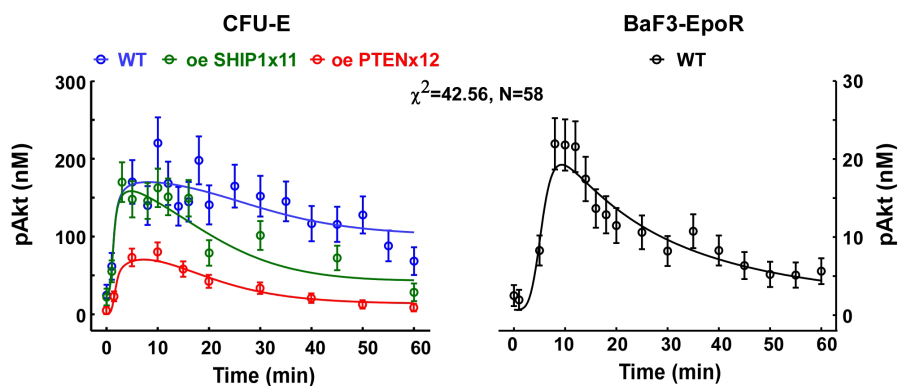 CFU-E
BaF3-EpoR
WT oe SHIP1x11 oe PTENx12
WT
χ²=42.56, N=58
pAkt (nM)
300
200
100
0
0 10 20 30 40 50 60
Time (min)
pAkt (nM)
30
20
10
0
0 10 20 30 40 50 60
Time (min)